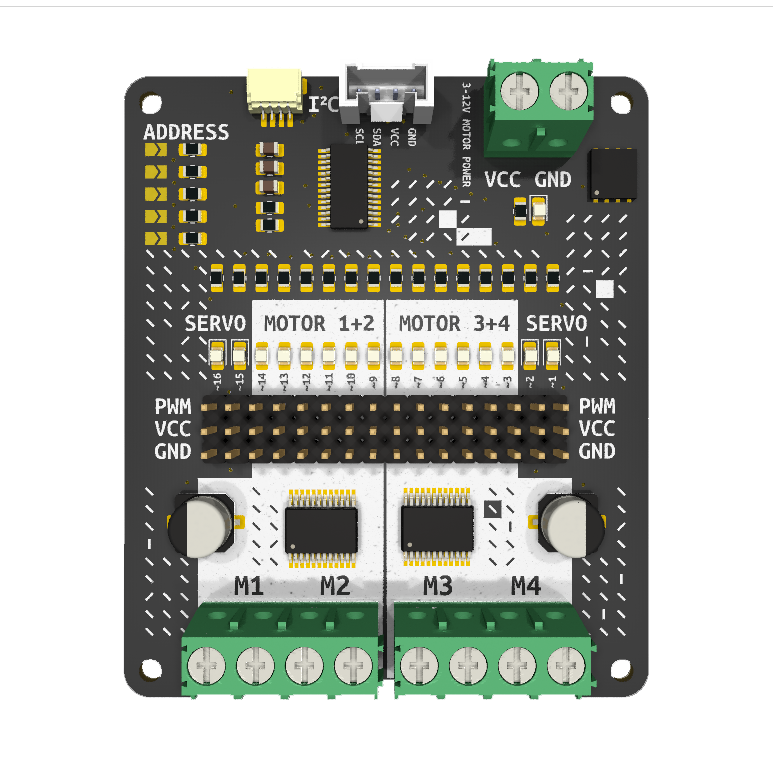 I²C
ADDRESS
SCL
SDA
VCC
GND
3-12V MOTOR POWER
VCC GND
SERVO
MOTOR 1+2
MOTOR 3+4
SERVO
~16
~15
~14
~13
~12
~11
~10
~9
~8
~7
~6
~5
~4
~3
~2
~1
PWM
VCC
GND
PWM
VCC
GND
M1
M2
M3
M4